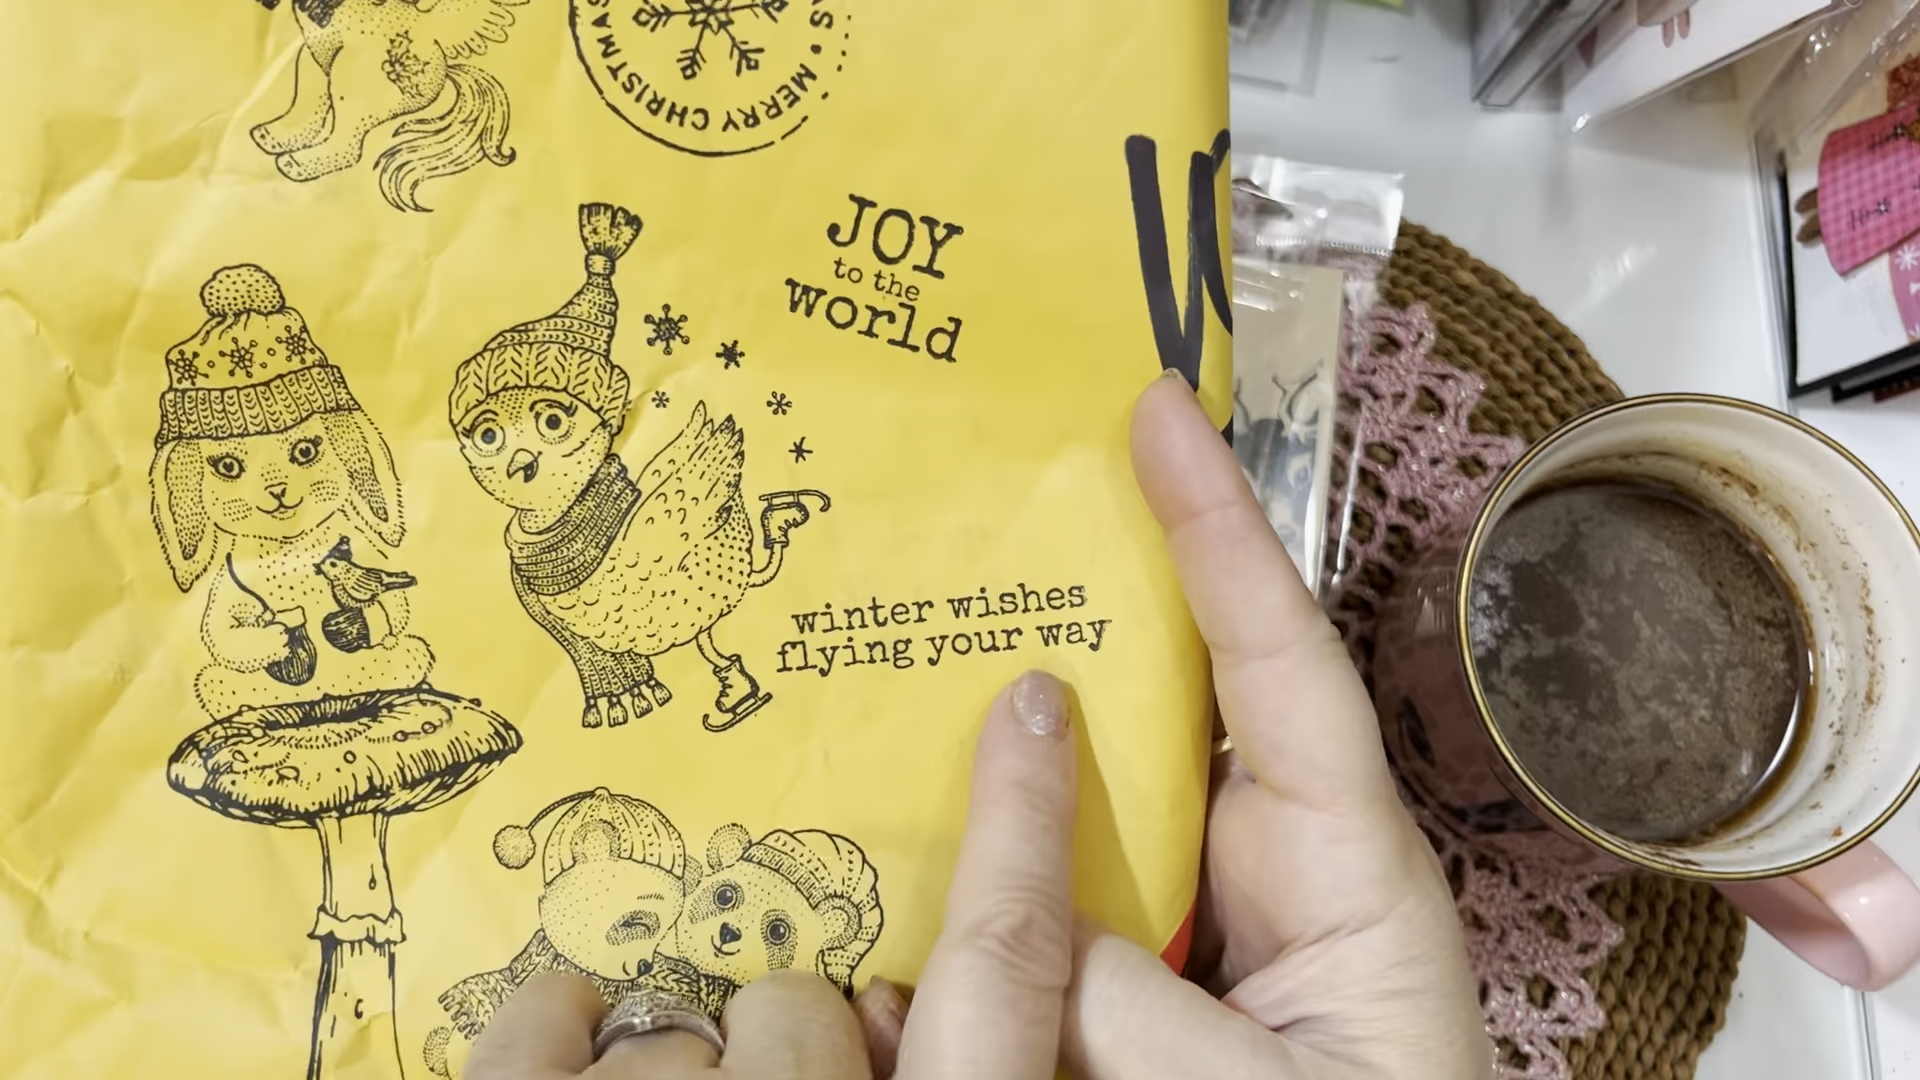 MERRY CHRISTMAS
JOY
to the
world
winter wishes
flying your way